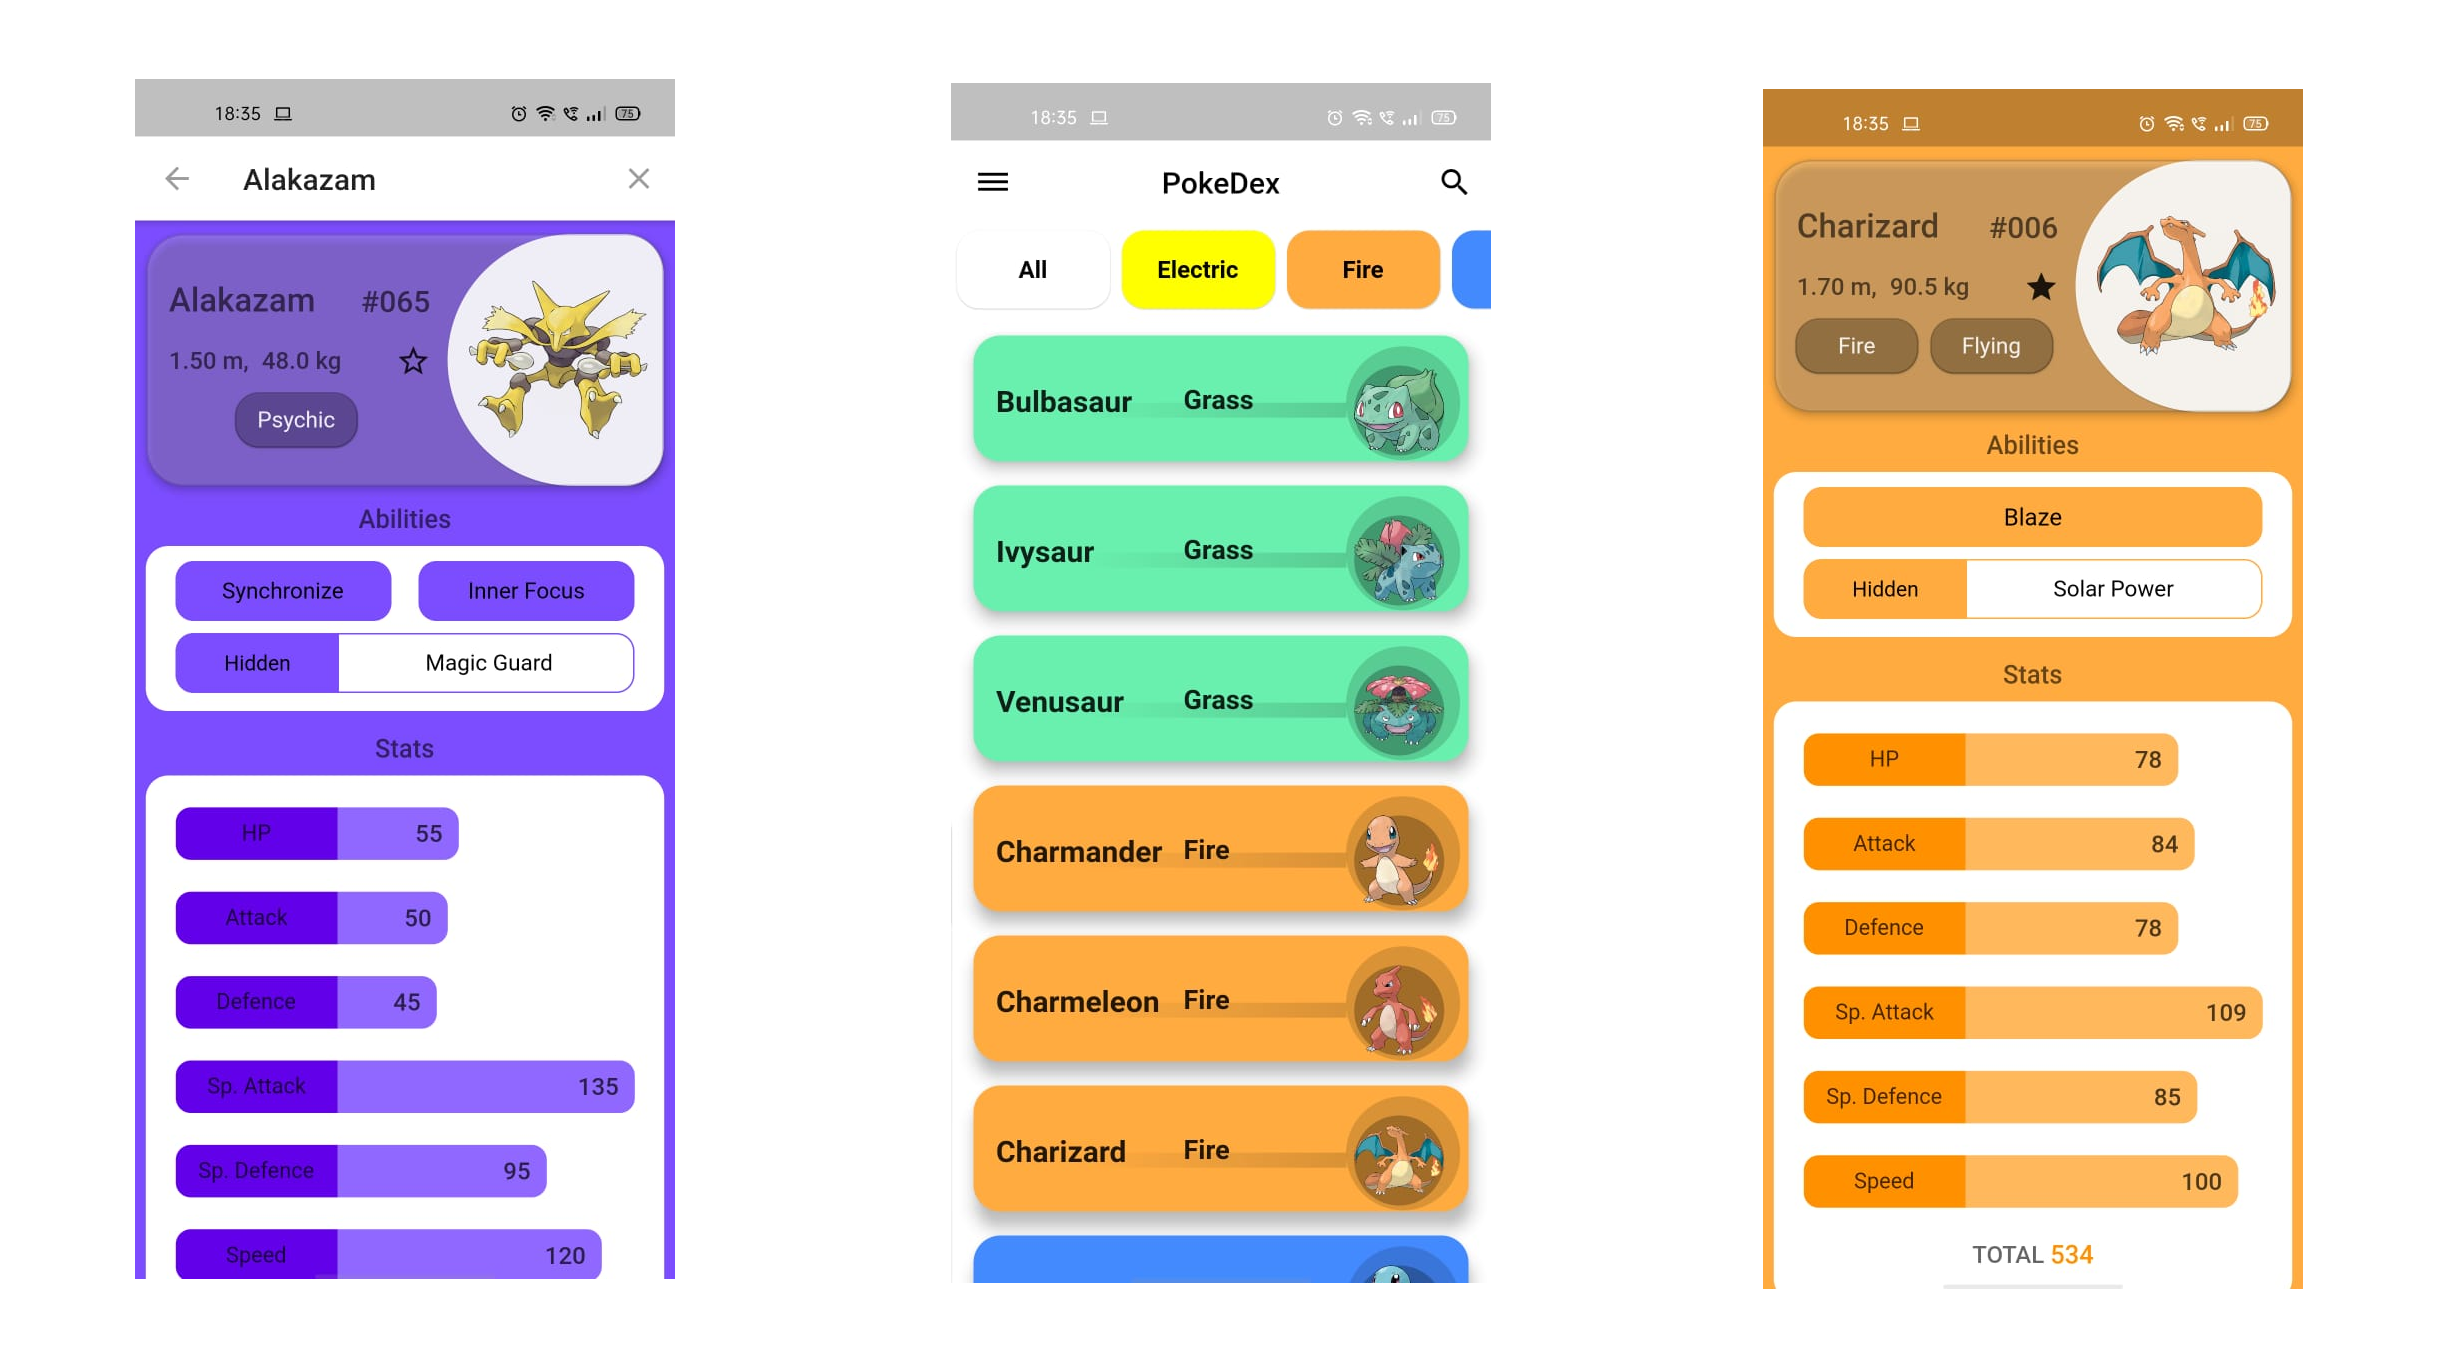 18:35
75
Alakazam
Alakazam #065
1.50 m, 48.0 kg
Psychic
Abilities
Synchronize Inner Focus
Hidden Magic Guard
Stats
HP 55
Attack 50
Defence 45
Sp. Attack 135
Sp. Defence 95
Speed 120
18:35
75
PokeDex
All Electric Fire
Bulbasaur Grass
Ivysaur Grass
Venusaur Grass
Charmander Fire
Charmeleon Fire
Charizard Fire
18:35
75
Charizard #006
1.70 m, 90.5 kg
Fire Flying
Abilities
Blaze
Hidden Solar Power
Stats
HP 78
Attack 84
Defence 78
Sp. Attack 109
Sp. Defence 85
Speed 100
TOTAL 534